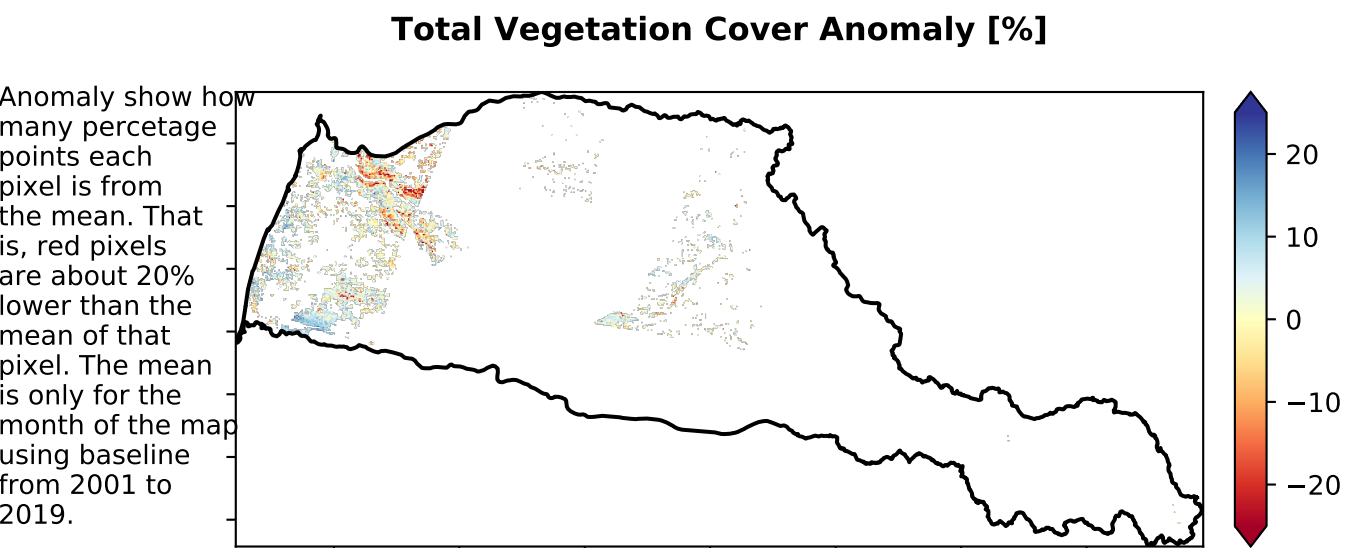 Total Vegetation Cover Anomaly [%]
Anomaly show how
many percetage
points each
pixel is from
the mean. That
is, red pixels
are about 20%
lower than the
mean of that
pixel. The mean
is only for the
month of the map
using baseline
from 2001 to
2019.
20
10
0
−10
−20